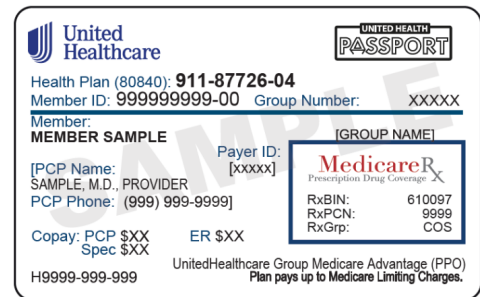 United
Healthcare
UNITED HEALTH
PASSPORT
Health Plan (80840): 911-87726-04
Member ID: 999999999-00 Group Number: XXXXX
Member:
MEMBER SAMPLE
[GROUP NAME]
Payer ID:
[xxxxx]
[PCP Name:
SAMPLE, M.D., PROVIDER
PCP Phone: (999) 999-9999]
MedicareRx
Prescription Drug Coverage
RxBIN: 610097
RxPCN: 9999
RxGrp: COS
Copay: PCP $XX ER $XX
Spec $XX
UnitedHealthcare Group Medicare Advantage (PPO)
H9999-999-999
Plan pays up to Medicare Limiting Charges.
SAMPLE